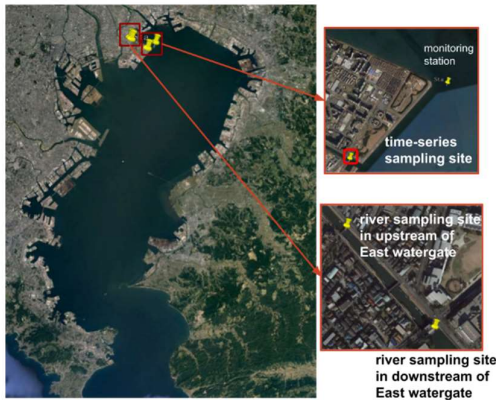 monitoring
station
time-series
sampling site
river sampling site
in upstream of
East watergate
river sampling site
in downstream of
East watergate